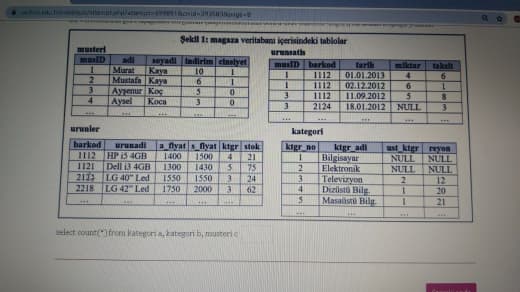 Şekil 1: magaza veritabanı içerisindeki tablolar
musteri
musID adi soyadi indirim cinsiyet
1 Murat Kaya 10 1
2 Mustafa Kaya 6 1
3 Ayşenur Koç 5 0
4 Aysel Koca 3 0
... ... ... ... ...
urunsatis
musID barkod tarih miktar taksit
1 1112 01.01.2013 4 6
1 1112 02.12.2012 6 1
3 1112 11.09.2012 5 8
3 2124 18.01.2012 NULL 3
... ... ... ... ...
urunler
barkod urunadi a_fiyat s_fiyat ktgr stok
1112 HP i5 4GB 1400 1500 4 21
1121 Dell i3 4GB 1300 1430 5 75
LG 40" Led 1550 1550 3 24
2218 LG 42" Led 1750 2000 3 62
... ... ... ... ... ...
kategori
ktgr_no ktgr_adi ust_ktgr reyon
1 Bilgisayar NULL NULL
2 Elektronik NULL NULL
3 Televizyon 2 12
4 Dizüstü Bilg. 1 20
5 Masaüstü Bilg. 1 21
... ... ... ...
select count(*) from kategori a, kategori b, musteri c